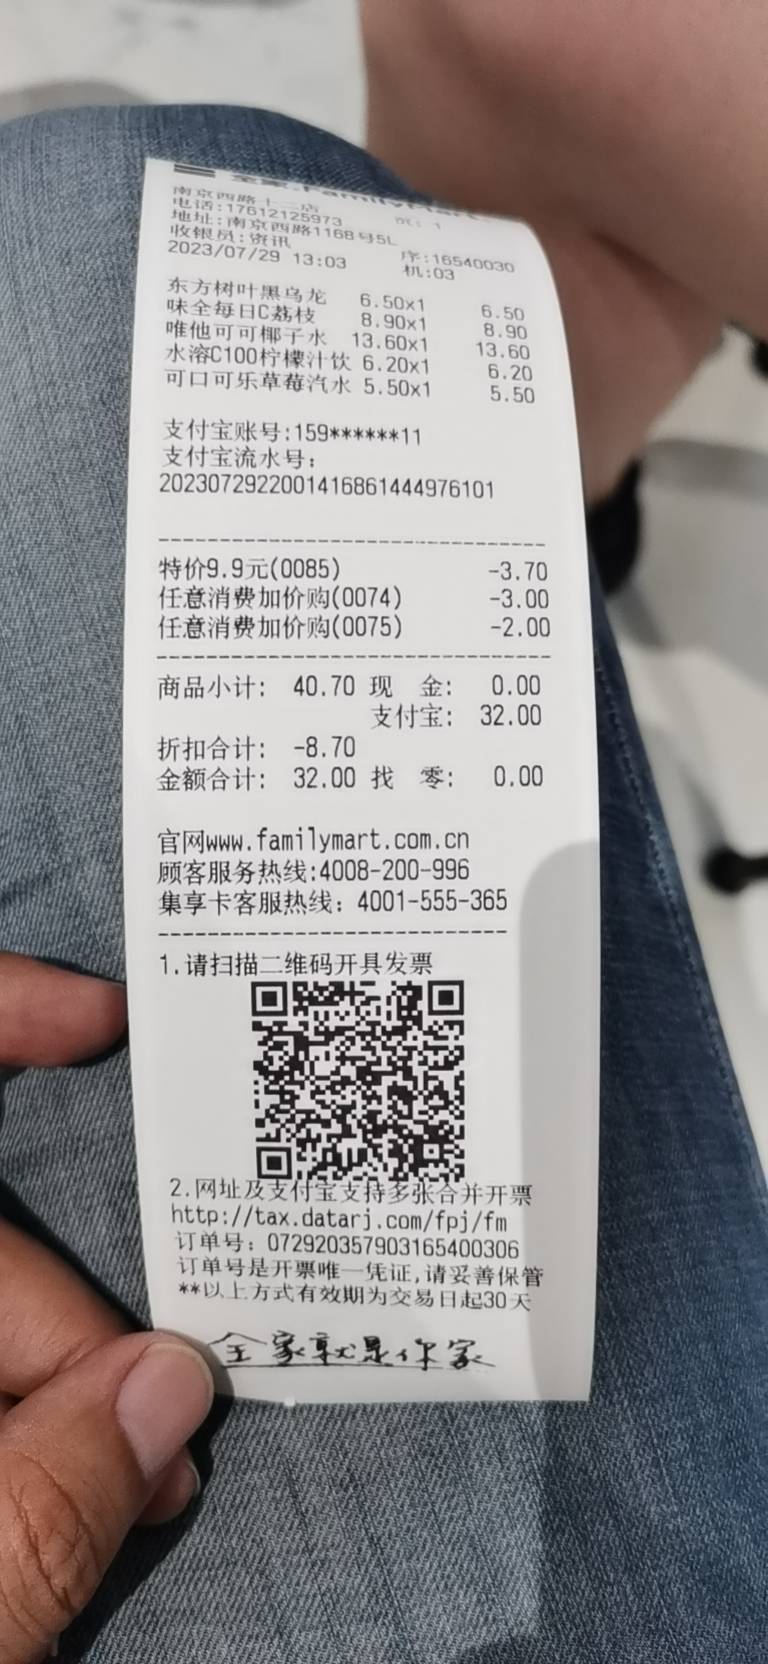 全家.FamilyMart
南京西路十二店 页: 1
电话:17612125973
地址:南京西路1168号5L
收银员:资讯 序:16540030
2023/07/29 13:03 机:03
东方树叶黑乌龙 6.50x1 6.50
味全每日C荔枝 8.90x1 8.90
唯他可可椰子水 13.60x1 13.60
水溶C100柠檬汁饮 6.20x1 6.20
可口可乐草莓汽水 5.50x1 5.50
支付宝账号:159******11
支付宝流水号:
2023072922001416861444976101
特价9.9元(0085) -3.70
任意消费加价购(0074) -3.00
任意消费加价购(0075) -2.00
商品小计: 40.70 现 金: 0.00
支付宝: 32.00
折扣合计: -8.70
金额合计: 32.00 找 零: 0.00
官网www.familymart.com.cn
顾客服务热线:4008-200-996
集享卡客服热线: 4001-555-365
1.请扫描二维码开具发票
2.网址及支付宝支持多张合并开票
http://tax.datarj.com/fpj/fm
订单号: 0729203579031654​00306
订单号是开票唯一凭证,请妥善保管
**以上方式有效期为交易日起30天
全家就是你家